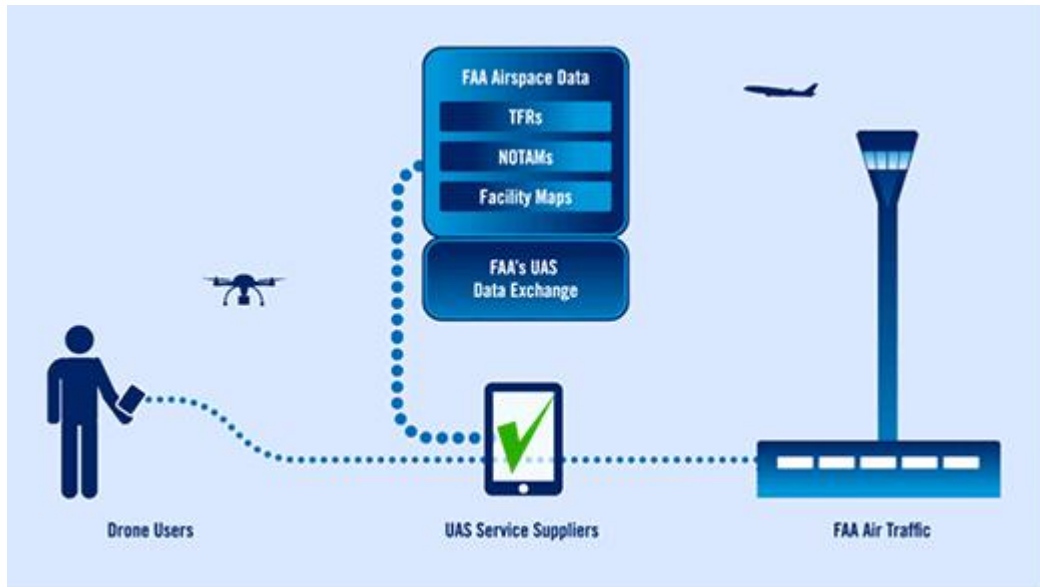 FAA Airspace Data
TFRs
NOTAMs
Facility Maps
FAA's UAS
Data Exchange
Drone Users
UAS Service Suppliers
FAA Air Traffic